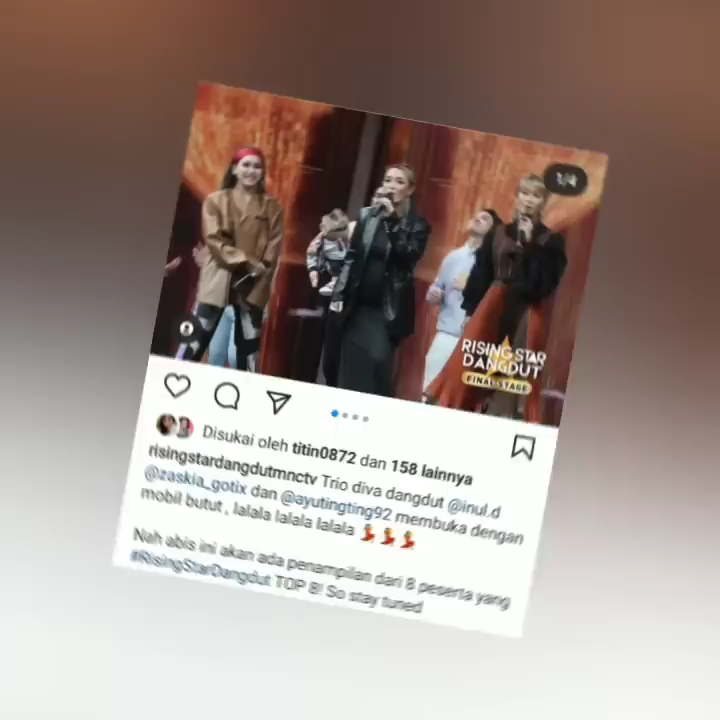 1/4
RISING STAR
DANGDUT
FINAL STAGE
Disukai oleh titin0872 dan 158 lainnya
risingstardangdutmnctv Trio diva dangdut @inul.d
@zaskia_gotix dan @ayutingting92 membuka dengan
mobil butut , lalala lalala lalala 💃💃💃
Nah abis ini akan ada penampilan dari 8 peserta yang
#RisingStarDangdut TOP 8! So stay tuned